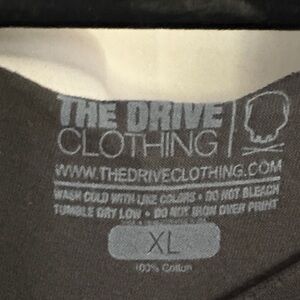 THE DRIVE
CLOTHING
WWW.THEDRIVECLOTHING.COM
WASH COLD WITH LIKE COLORS • DO NOT BLEACH
TUMBLE DRY LOW • DO NOT IRON OVER PRINT
XL
100% Cotton